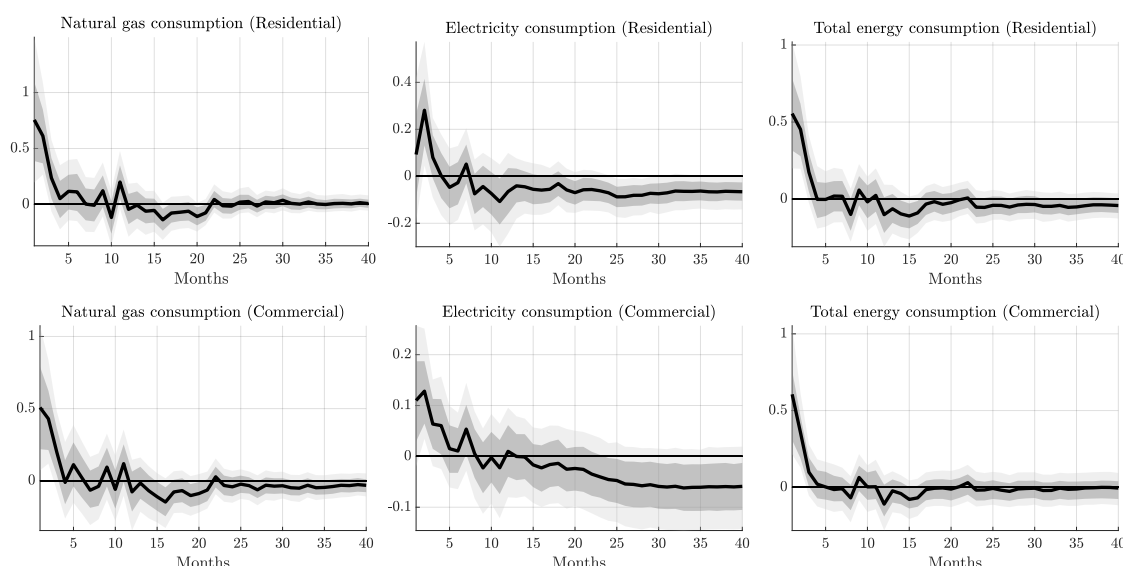 Natural gas consumption (Residential)
Electricity consumption (Residential)
Total energy consumption (Residential)
1
0.5
0
5 10 15 20 25 30 35 40
Months
0.4
0.2
0
-0.2
5 10 15 20 25 30 35 40
Months
1
0.5
0
5 10 15 20 25 30 35 40
Months
Natural gas consumption (Commercial)
Electricity consumption (Commercial)
Total energy consumption (Commercial)
1
0.5
0
5 10 15 20 25 30 35 40
Months
0.2
0.1
0
-0.1
5 10 15 20 25 30 35 40
Months
1
0.5
0
5 10 15 20 25 30 35 40
Months